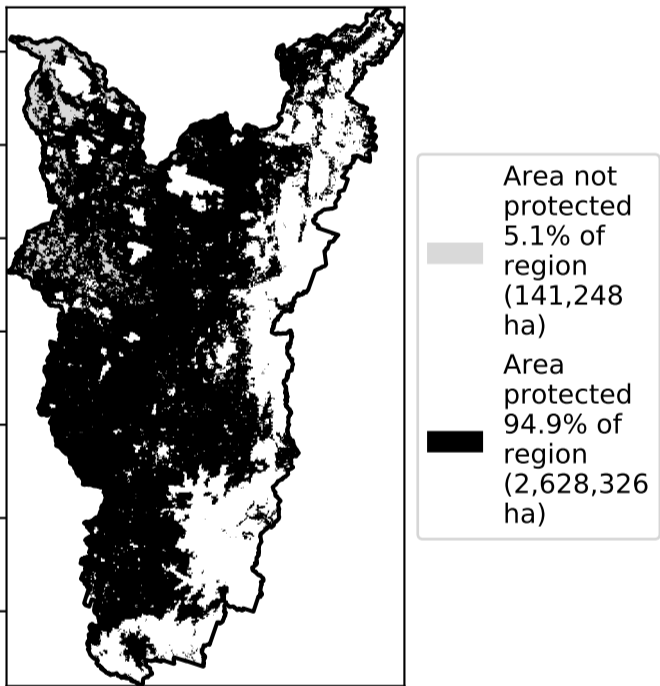 Area not
protected
5.1% of
region
(141,248
ha)
Area
protected
94.9% of
region
(2,628,326
ha)